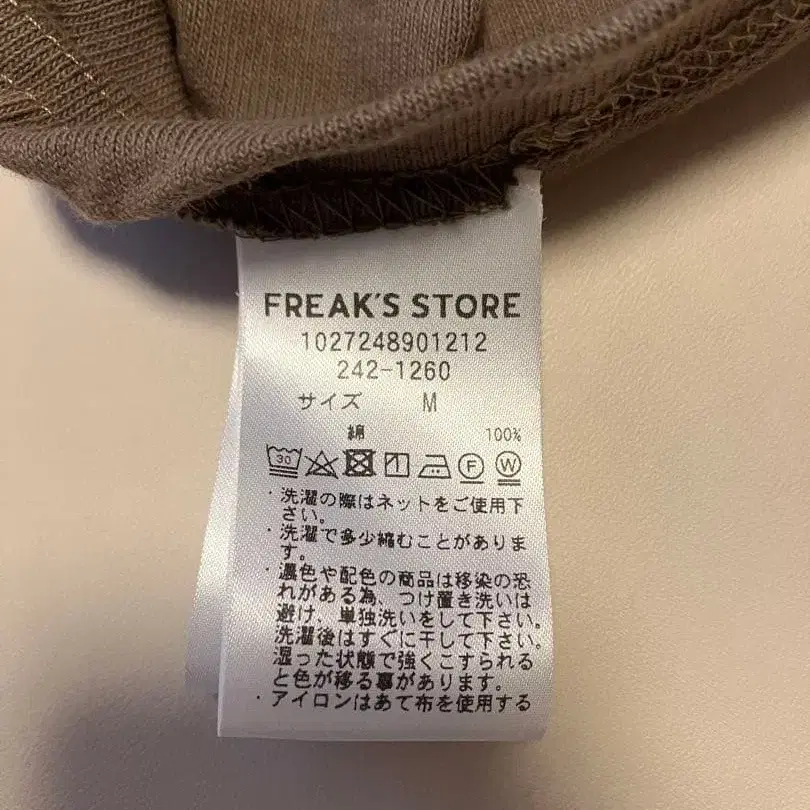 FREAK'S STORE
1027248901212
242-1260
サイズ M
綿 100%
30 F W
・洗濯の際はネットをご使用下
さい。
・洗濯で多少縮むことがありま
す。
・濃色や配色の商品は移染の恐
れがある為、つけ置き洗いは
避け、単独洗いをして下さい。
洗濯後はすぐに干して下さい。
湿った状態で強くこすられる
と色が移る事があります。
・アイロンはあて布を使用する